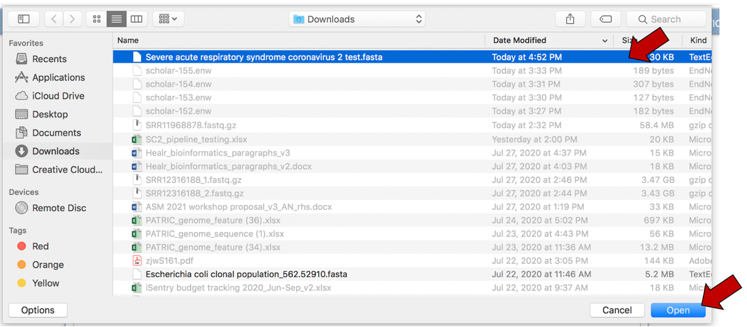 Downloads
Search
Favorites
Recents
Applications
iCloud Drive
Desktop
Documents
Downloads
Creative Cloud...
Devices
Remote Disc
Tags
Red
Orange
Yellow
Name Date Modified Kind
Severe acute respiratory syndrome coronavirus 2 test.fasta Today at 4:52 PM 30 KB TextE
scholar-155.enw Today at 3:33 PM 189 bytes EndN
scholar-154.enw Today at 3:31 PM 307 bytes EndN
scholar-153.enw Today at 3:30 PM 127 bytes EndN
scholar-152.enw Today at 3:27 PM 182 bytes EndN
SRR11968878.fastq.gz Today at 2:32 PM 58.4 MB gzip c
SC2_pipeline_testing.xlsx Yesterday at 2:00 PM 20 KB Micro
Healr_bioinformatics_paragraphs_v3 Jul 27, 2020 at 4:37 PM 15 KB Micro
Healr_bioinformatics_paragraphs_v2.docx Jul 27, 2020 at 4:03 PM 18 KB Micro
SRR12316188_1.fastq.gz Jul 27, 2020 at 2:46 PM 3.47 GB gzip c
SRR12316188_2.fastq.gz Jul 27, 2020 at 2:44 PM 3.43 GB gzip c
ASM 2021 workshop proposal_v3_AN_rhs.docx Jul 27, 2020 at 1:19 PM 33 KB Micro
PATRIC_genome_feature (36).xlsx Jul 24, 2020 at 5:02 PM 697 KB Micro
PATRIC_genome_sequence (1).xlsx Jul 23, 2020 at 4:43 PM 56 KB Micro
PATRIC_genome_feature (34).xlsx Jul 23, 2020 at 11:36 AM 13.2 MB Micro
zjwS161.pdf Jul 22, 2020 at 3:05 PM 144 KB Adobe
Escherichia coli clonal population_562.52910.fasta Jul 22, 2020 at 11:46 AM 5.2 MB TextE
iSentry budget tracking 2020_Jun-Sep_v2.xlsx Jul 22, 2020 at 9:37 AM 18 KB Micro
Options Cancel Open